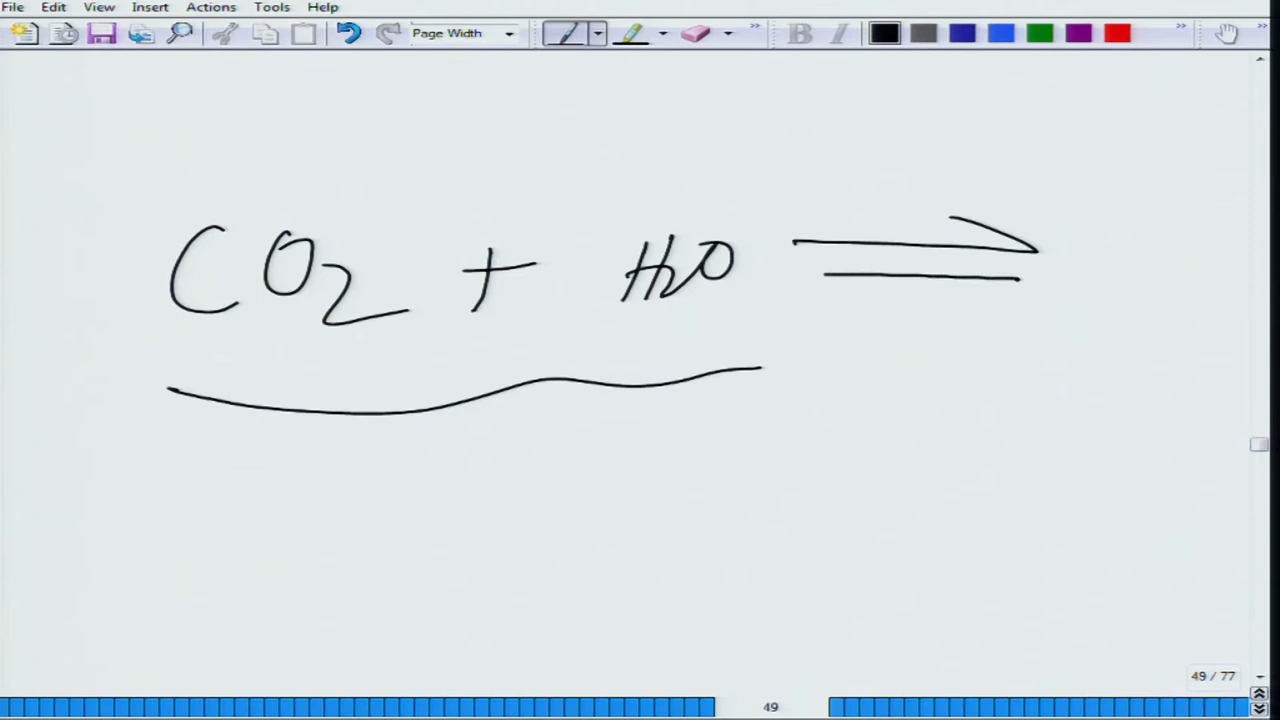 File Edit View Insert Actions Tools Help
Page Width
CO2 + H2O ⇌
49 / 77
49